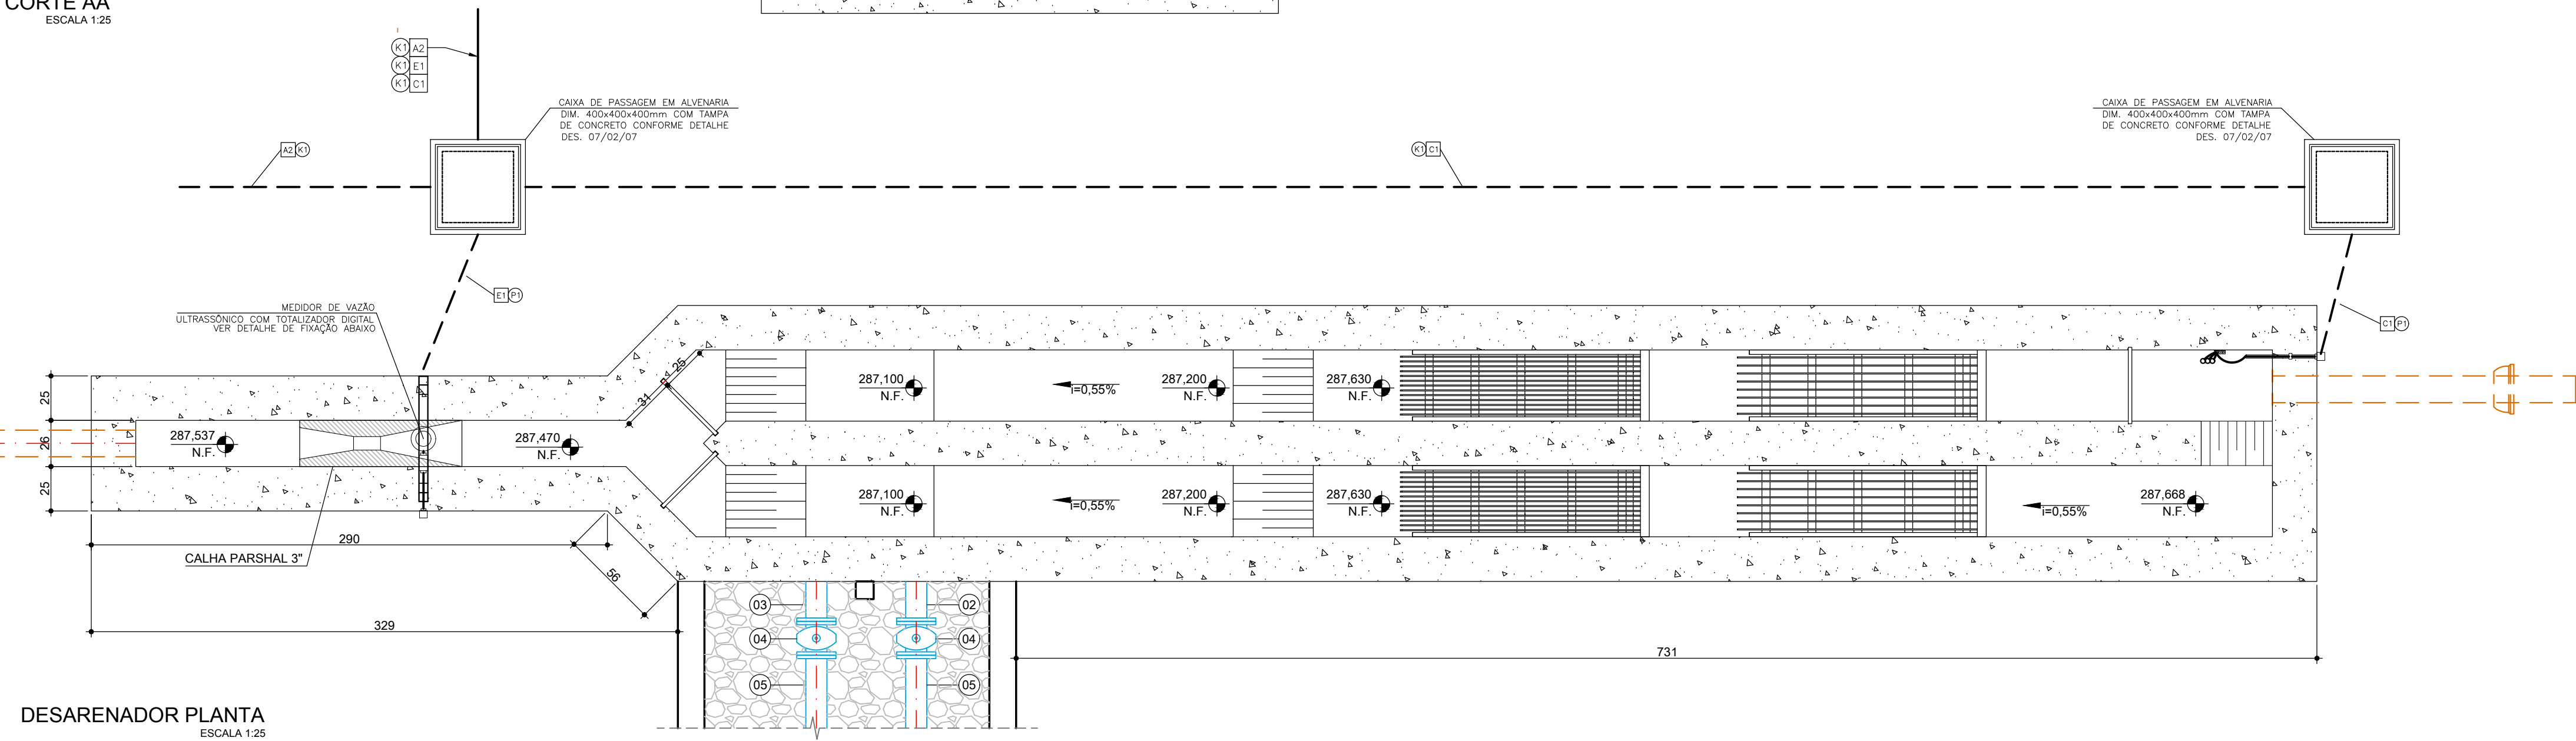 CORTE AA
ESCALA 1:25
K1 A2
K1 E1
K1 C1
CAIXA DE PASSAGEM EM ALVENARIA
DIM. 400x400x400mm COM TAMPA
DE CONCRETO CONFORME DETALHE
DES. 07/02/07
CAIXA DE PASSAGEM EM ALVENARIA
DIM. 400x400x400mm COM TAMPA
DE CONCRETO CONFORME DETALHE
DES. 07/02/07
A2 K1
K1 C1
E1 P1
C1 P1
MEDIDOR DE VAZÃO
ULTRASSÔNICO COM TOTALIZADOR DIGITAL
VER DETALHE DE FIXAÇÃO ABAIXO
25
26
25
25
31
287,100
N.F.
i=0,55%
287,200
N.F.
287,630
N.F.
287,537
N.F.
287,470
N.F.
287,100
N.F.
i=0,55%
287,200
N.F.
287,630
N.F.
i=0,55%
287,668
N.F.
290
CALHA PARSHAL 3"
56
329
03
02
04
04
05
05
731
DESARENADOR PLANTA
ESCALA 1:25